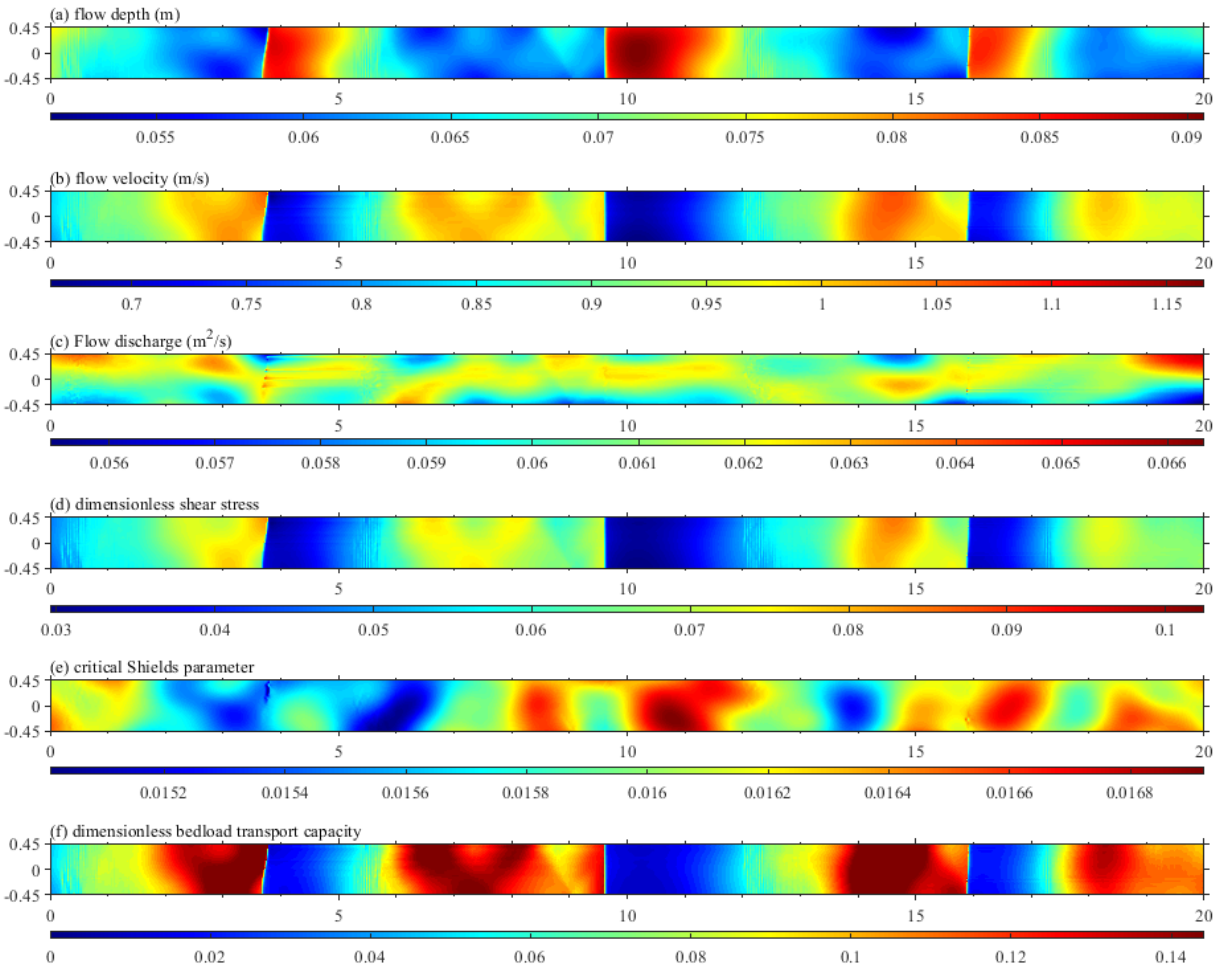 (a) flow depth (m)
0.45
0
-0.45
0 5 10 15 20
0.055 0.06 0.065 0.07 0.075 0.08 0.085 0.09
(b) flow velocity (m/s)
0.45
0
-0.45
0 5 10 15 20
0.7 0.75 0.8 0.85 0.9 0.95 1 1.05 1.1 1.15
(c) Flow discharge (m²/s)
0.45
0
-0.45
0 5 10 15 20
0.056 0.057 0.058 0.059 0.06 0.061 0.062 0.063 0.064 0.065 0.066
(d) dimensionless shear stress
0.45
0
-0.45
0 5 10 15 20
0.03 0.04 0.05 0.06 0.07 0.08 0.09 0.1
(e) critical Shields parameter
0.45
0
-0.45
0 5 10 15 20
0.0152 0.0154 0.0156 0.0158 0.016 0.0162 0.0164 0.0166 0.0168
(f) dimensionless bedload transport capacity
0.45
0
-0.45
0 5 10 15 20
0 0.02 0.04 0.06 0.08 0.1 0.12 0.14